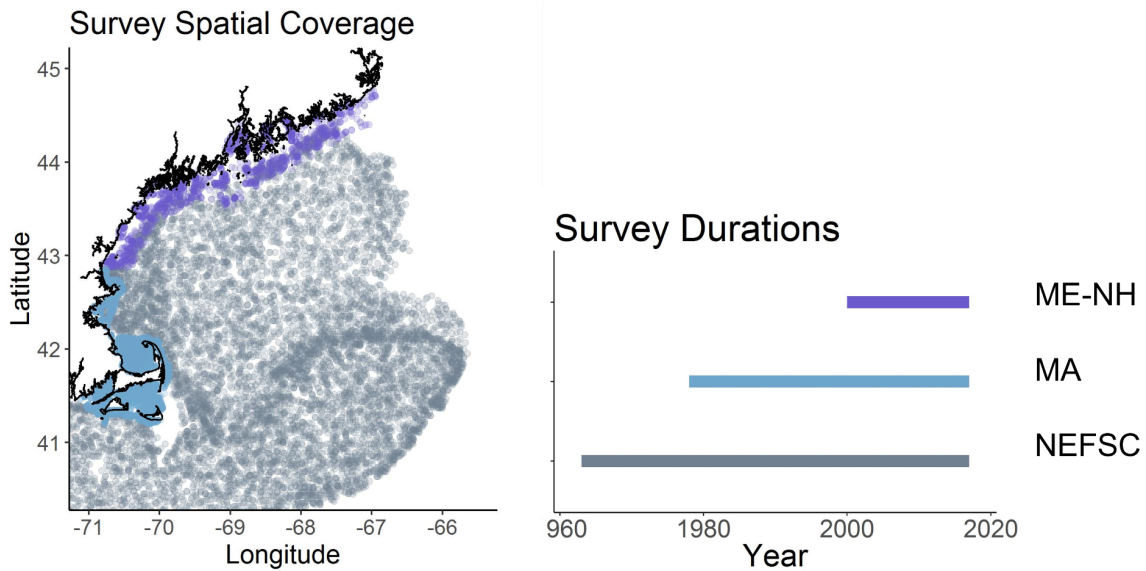 Survey Spatial Coverage
45
44
43
42
41
Latitude
-71
-70
-69
-68
-67
-66
Longitude
Survey Durations
ME-NH
MA
NEFSC
960
1980
2000
2020
Year